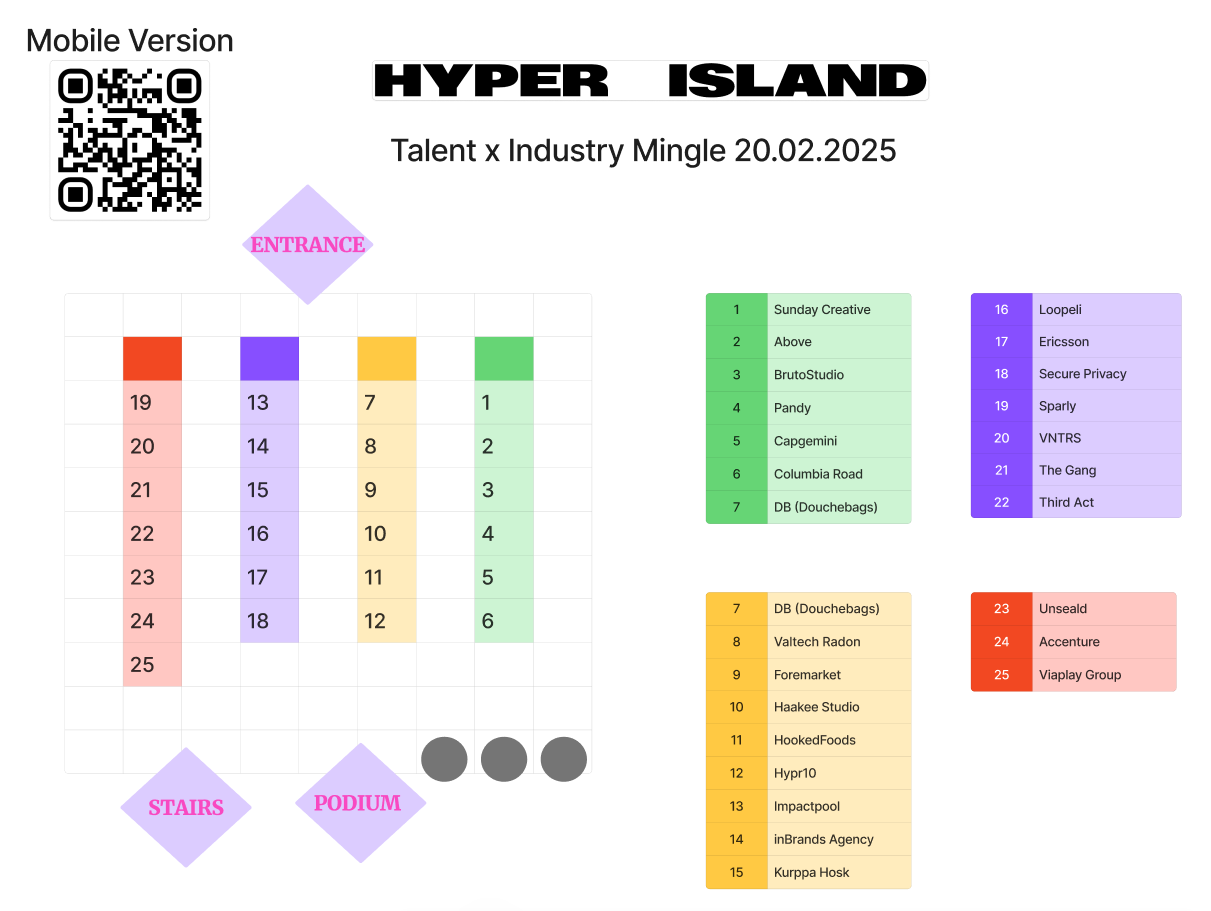 Mobile Version
HYPER ISLAND
Talent x Industry Mingle 20.02.2025
ENTRANCE
19 13 7 1
20 14 8 2
21 15 9 3
22 16 10 4
23 17 11 5
24 18 12 6
25
STAIRS
PODIUM
1 Sunday Creative
2 Above
3 BrutoStudio
4 Pandy
5 Capgemini
6 Columbia Road
7 DB (Douchebags)
16 Loopeli
17 Ericsson
18 Secure Privacy
19 Sparly
20 VNTRS
21 The Gang
22 Third Act
7 DB (Douchebags)
8 Valtech Radon
9 Foremarket
10 Haakee Studio
11 HookedFoods
12 Hypr10
13 Impactpool
14 inBrands Agency
15 Kurppa Hosk
23 Unseald
24 Accenture
25 Viaplay Group